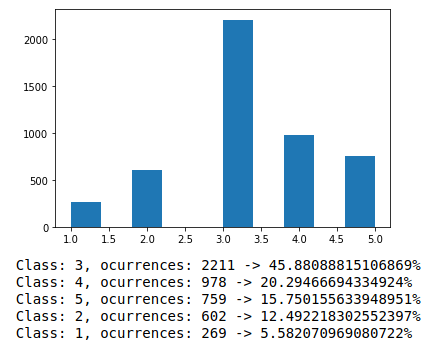 2000
1500
1000
500
0
1.0 1.5 2.0 2.5 3.0 3.5 4.0 4.5 5.0
Class: 3, ocurrences: 2211 -> 45.88088815106869%
Class: 4, ocurrences: 978 -> 20.29466694334924%
Class: 5, ocurrences: 759 -> 15.750155633948951%
Class: 2, ocurrences: 602 -> 12.492218302552397%
Class: 1, ocurrences: 269 -> 5.582070969080722%